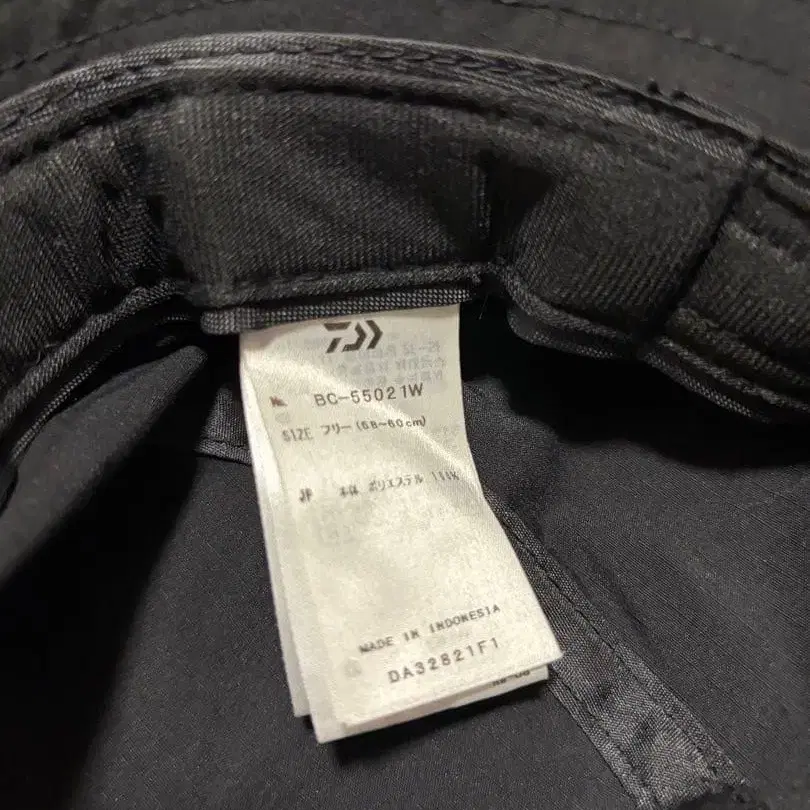 № BC-55021W
SIZE フリー(58~60cm)
JP 本体 ポリエステル 100%
MADE IN INDONESIA
DA32821F1